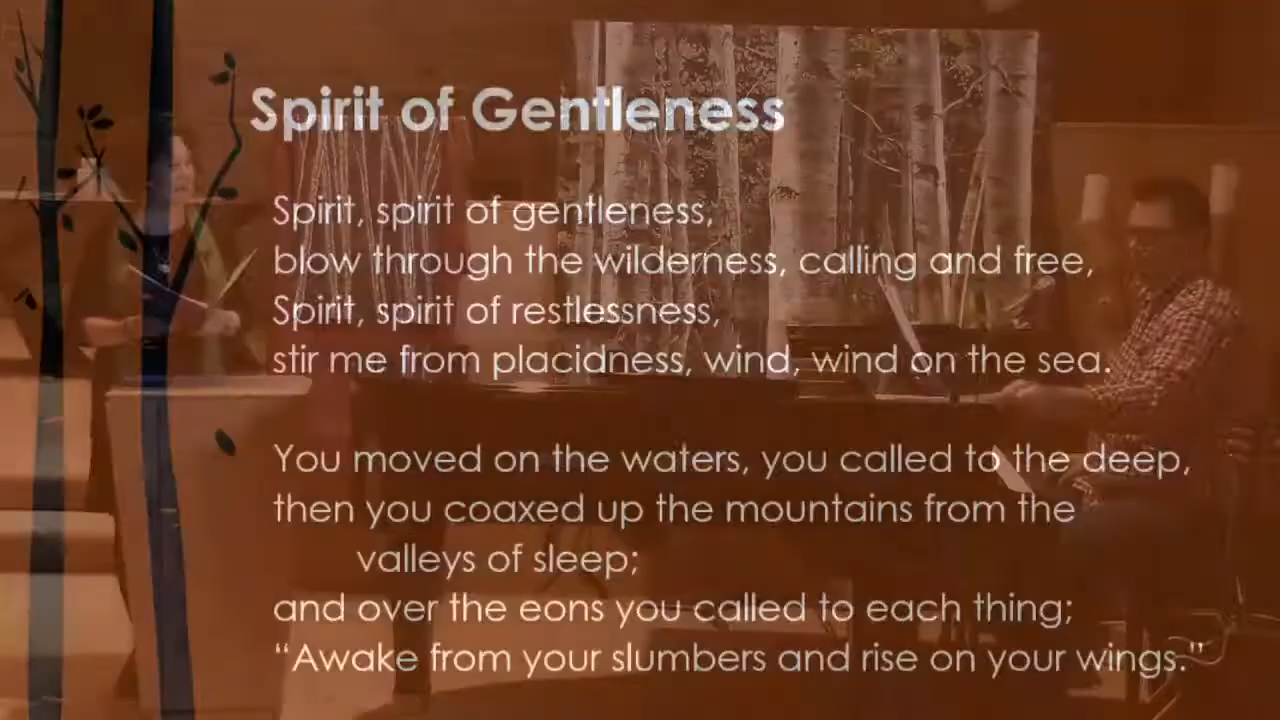 Spirit of Gentleness
Spirit, spirit of gentleness,
blow through the wilderness, calling and free,
Spirit, spirit of restlessness,
stir me from placidness, wind, wind on the sea.
You moved on the waters, you called to the deep,
then you coaxed up the mountains from the
valleys of sleep;
and over the eons you called to each thing;
“Awake from your slumbers and rise on your wings.”